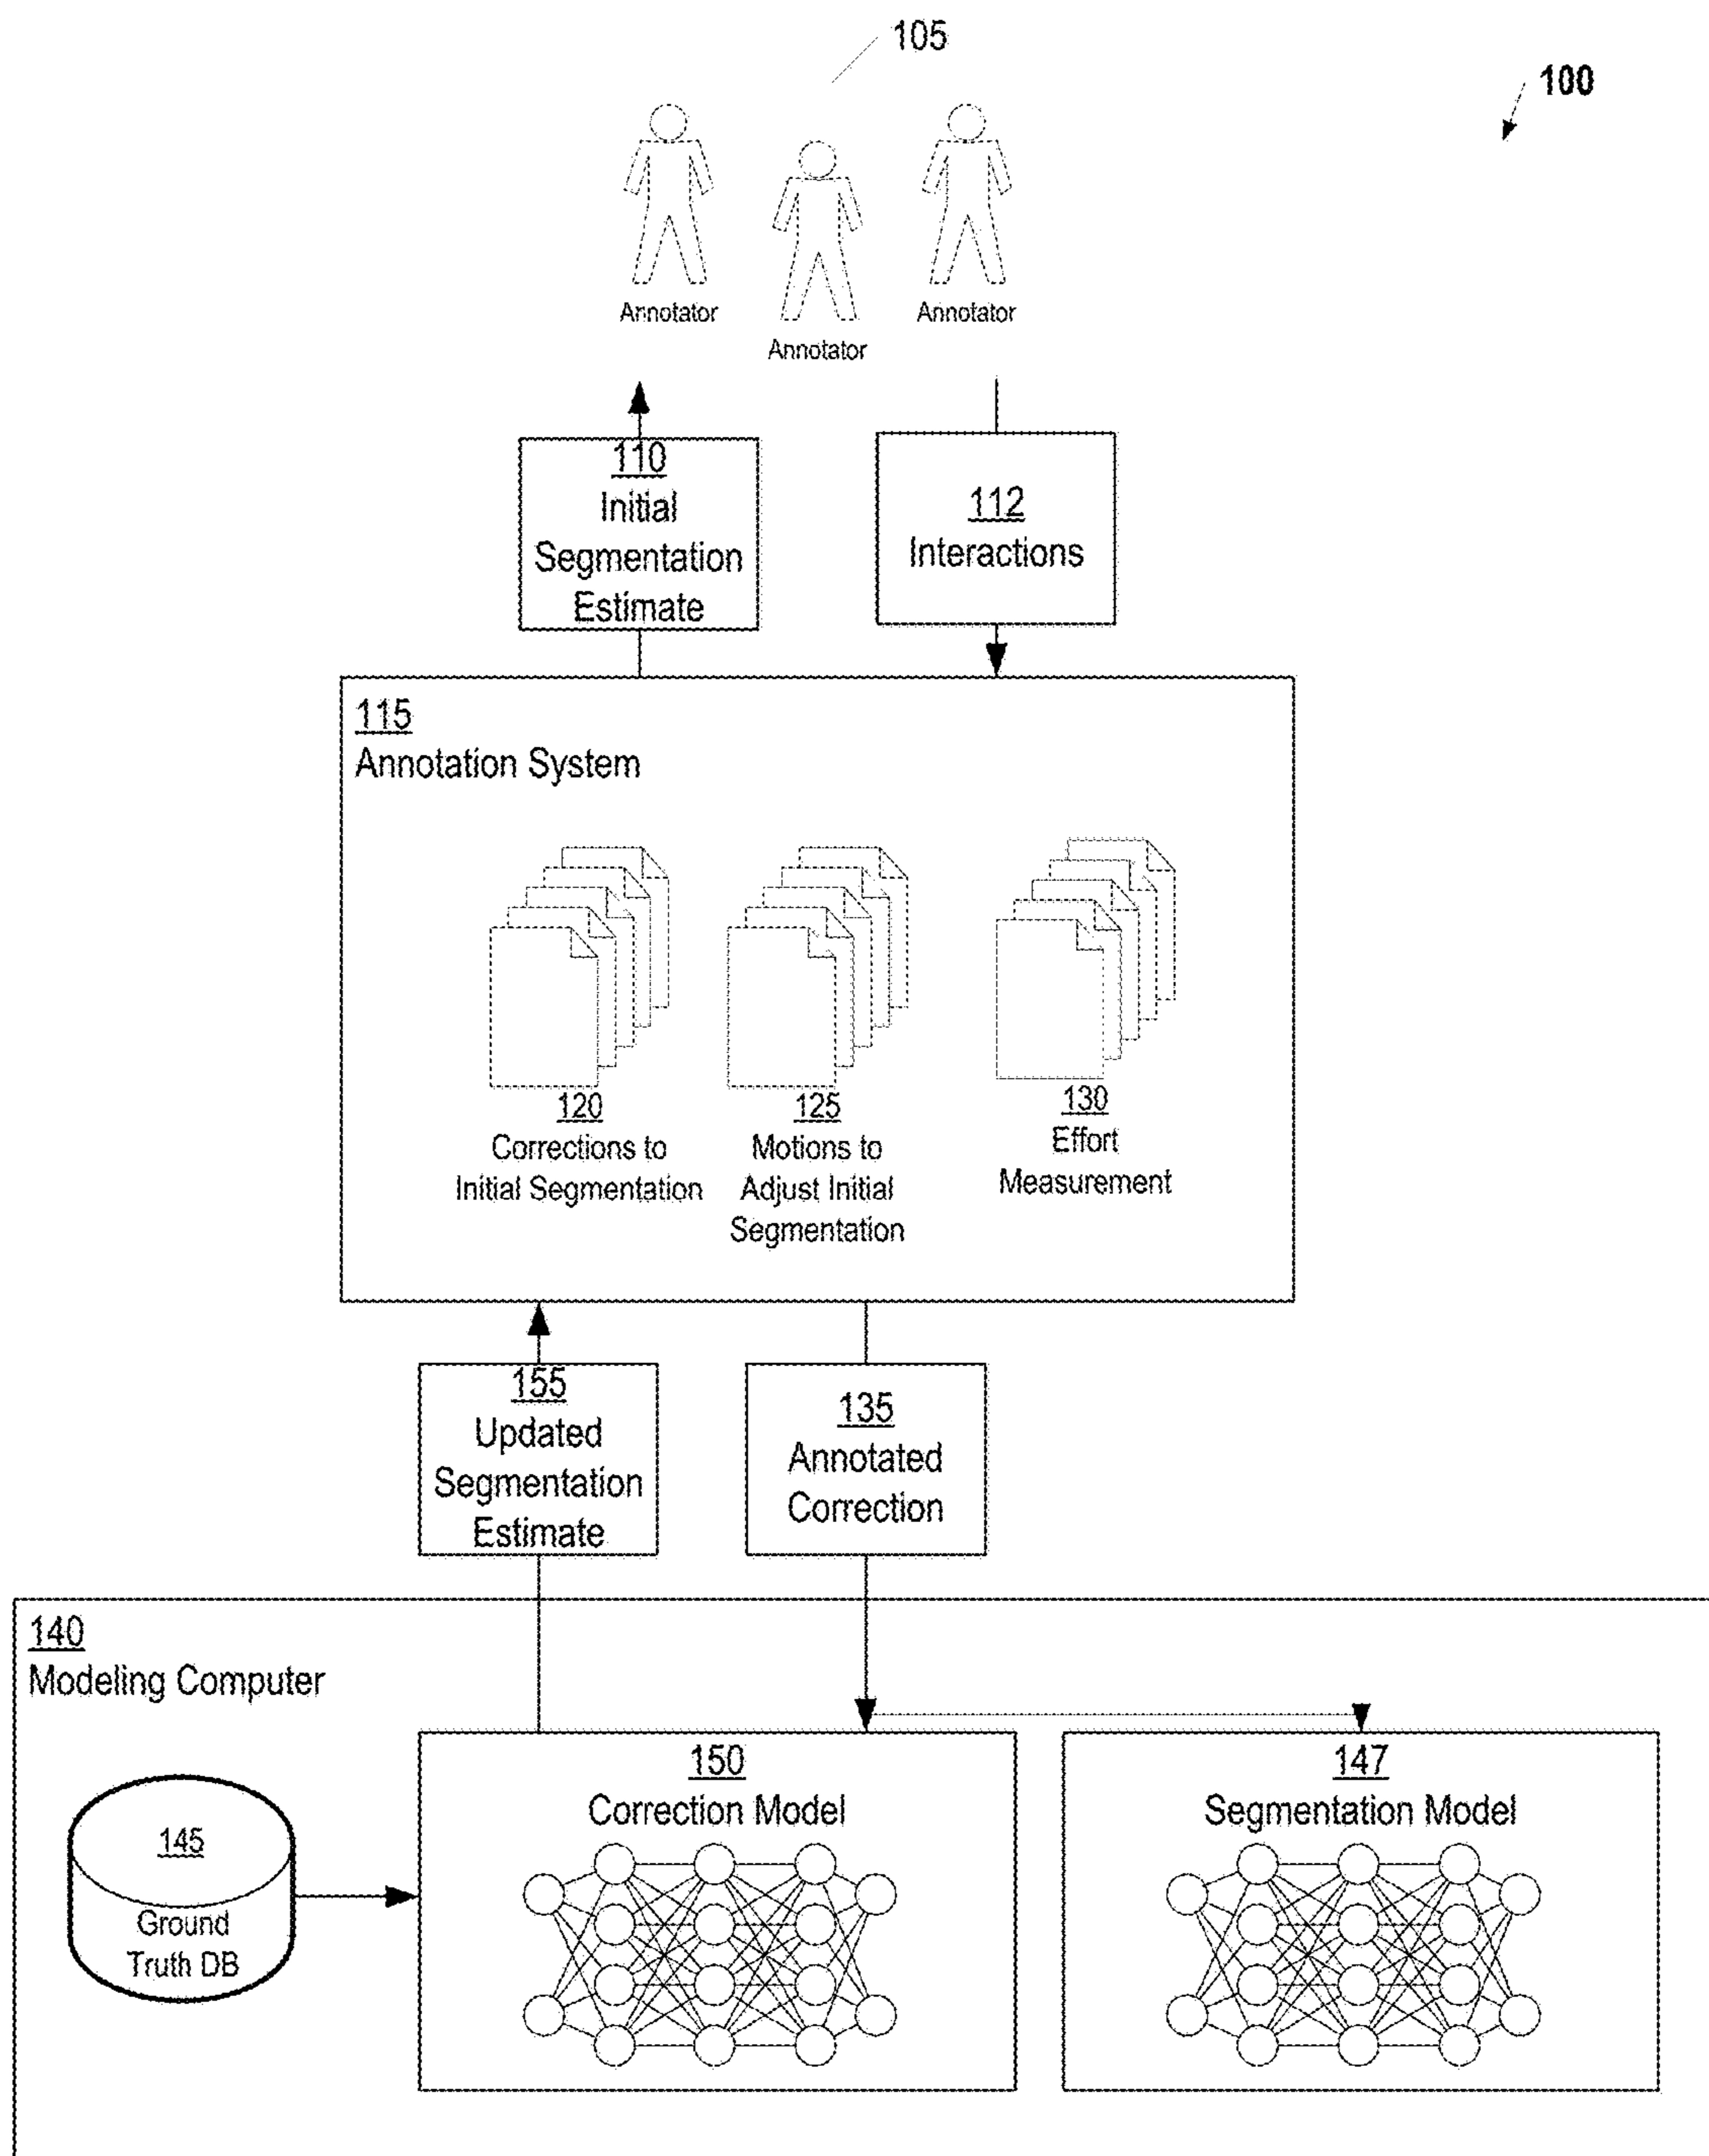 105
100
Annotator
Annotator
Annotator
110
Initial
Segmentation
Estimate
112
Interactions
115
Annotation System
120
Corrections to
Initial Segmentation
125
Motions to
Adjust Initial
Segmentation
130
Effort
Measurement
155
Updated
Segmentation
Estimate
135
Annotated
Correction
140
Modeling Computer
145
Ground
Truth DB
150
Correction Model
147
Segmentation Model